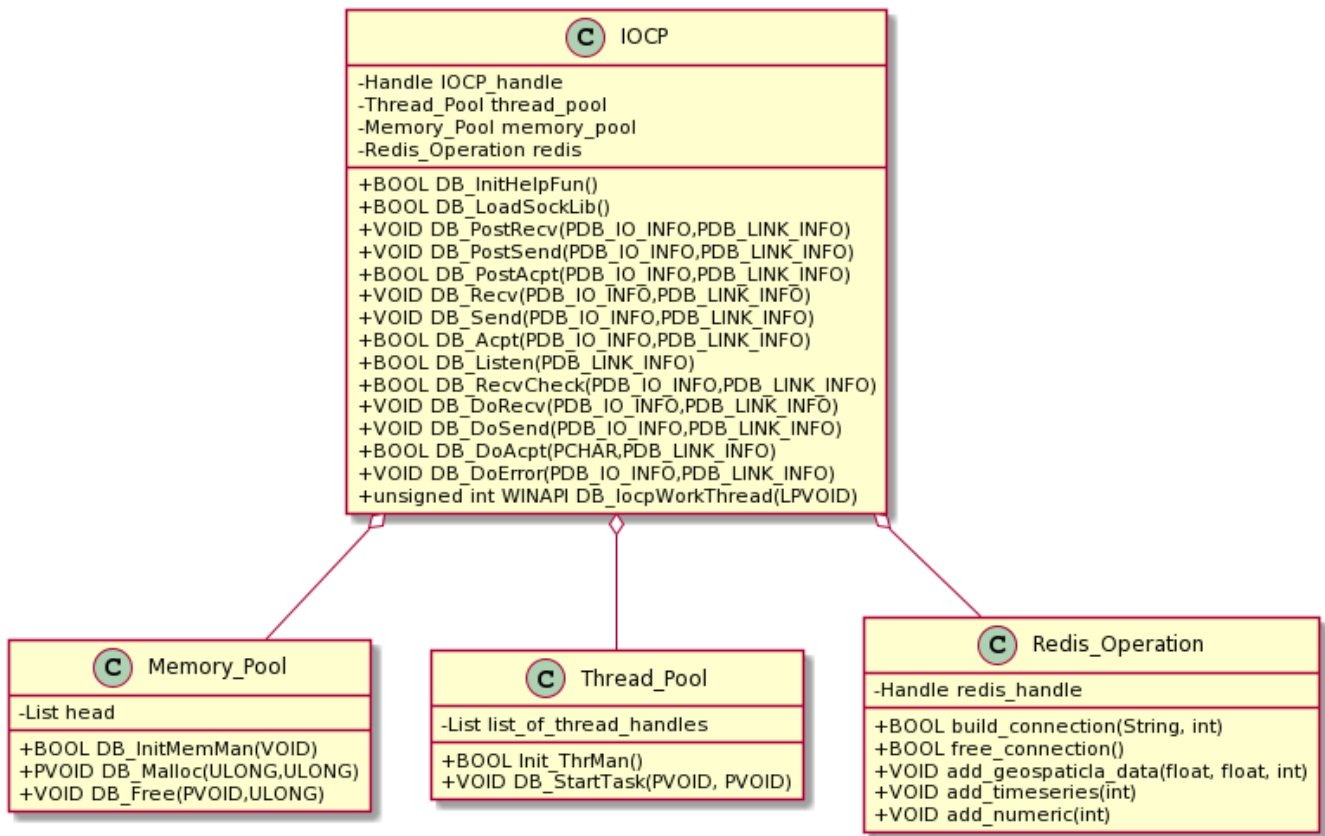 C IOCP
-Handle IOCP_handle
-Thread_Pool thread_pool
-Memory_Pool memory_pool
-Redis_Operation redis
+BOOL DB_InitHelpFun()
+BOOL DB_LoadSockLib()
+VOID DB_PostRecv(PDB_IO_INFO,PDB_LINK_INFO)
+VOID DB_PostSend(PDB_IO_INFO,PDB_LINK_INFO)
+BOOL DB_PostAcpt(PDB_IO_INFO,PDB_LINK_INFO)
+VOID DB_Recv(PDB_IO_INFO,PDB_LINK_INFO)
+VOID DB_Send(PDB_IO_INFO,PDB_LINK_INFO)
+BOOL DB_Acpt(PDB_IO_INFO,PDB_LINK_INFO)
+BOOL DB_Listen(PDB_LINK_INFO)
+BOOL DB_RecvCheck(PDB_IO_INFO,PDB_LINK_INFO)
+VOID DB_DoRecv(PDB_IO_INFO,PDB_LINK_INFO)
+VOID DB_DoSend(PDB_IO_INFO,PDB_LINK_INFO)
+BOOL DB_DoAcpt(PCHAR,PDB_LINK_INFO)
+VOID DB_DoError(PDB_IO_INFO,PDB_LINK_INFO)
+unsigned int WINAPI DB_IocpWorkThread(LPVOID)
C Memory_Pool
-List head
+BOOL DB_InitMemMan(VOID)
+PVOID DB_Malloc(ULONG,ULONG)
+VOID DB_Free(PVOID,ULONG)
C Thread_Pool
-List list_of_thread_handles
+BOOL Init_ThrMan()
+VOID DB_StartTask(PVOID, PVOID)
C Redis_Operation
-Handle redis_handle
+BOOL build_connection(String, int)
+BOOL free_connection()
+VOID add_geospaticla_data(float, float, int)
+VOID add_timeseries(int)
+VOID add_numeric(int)